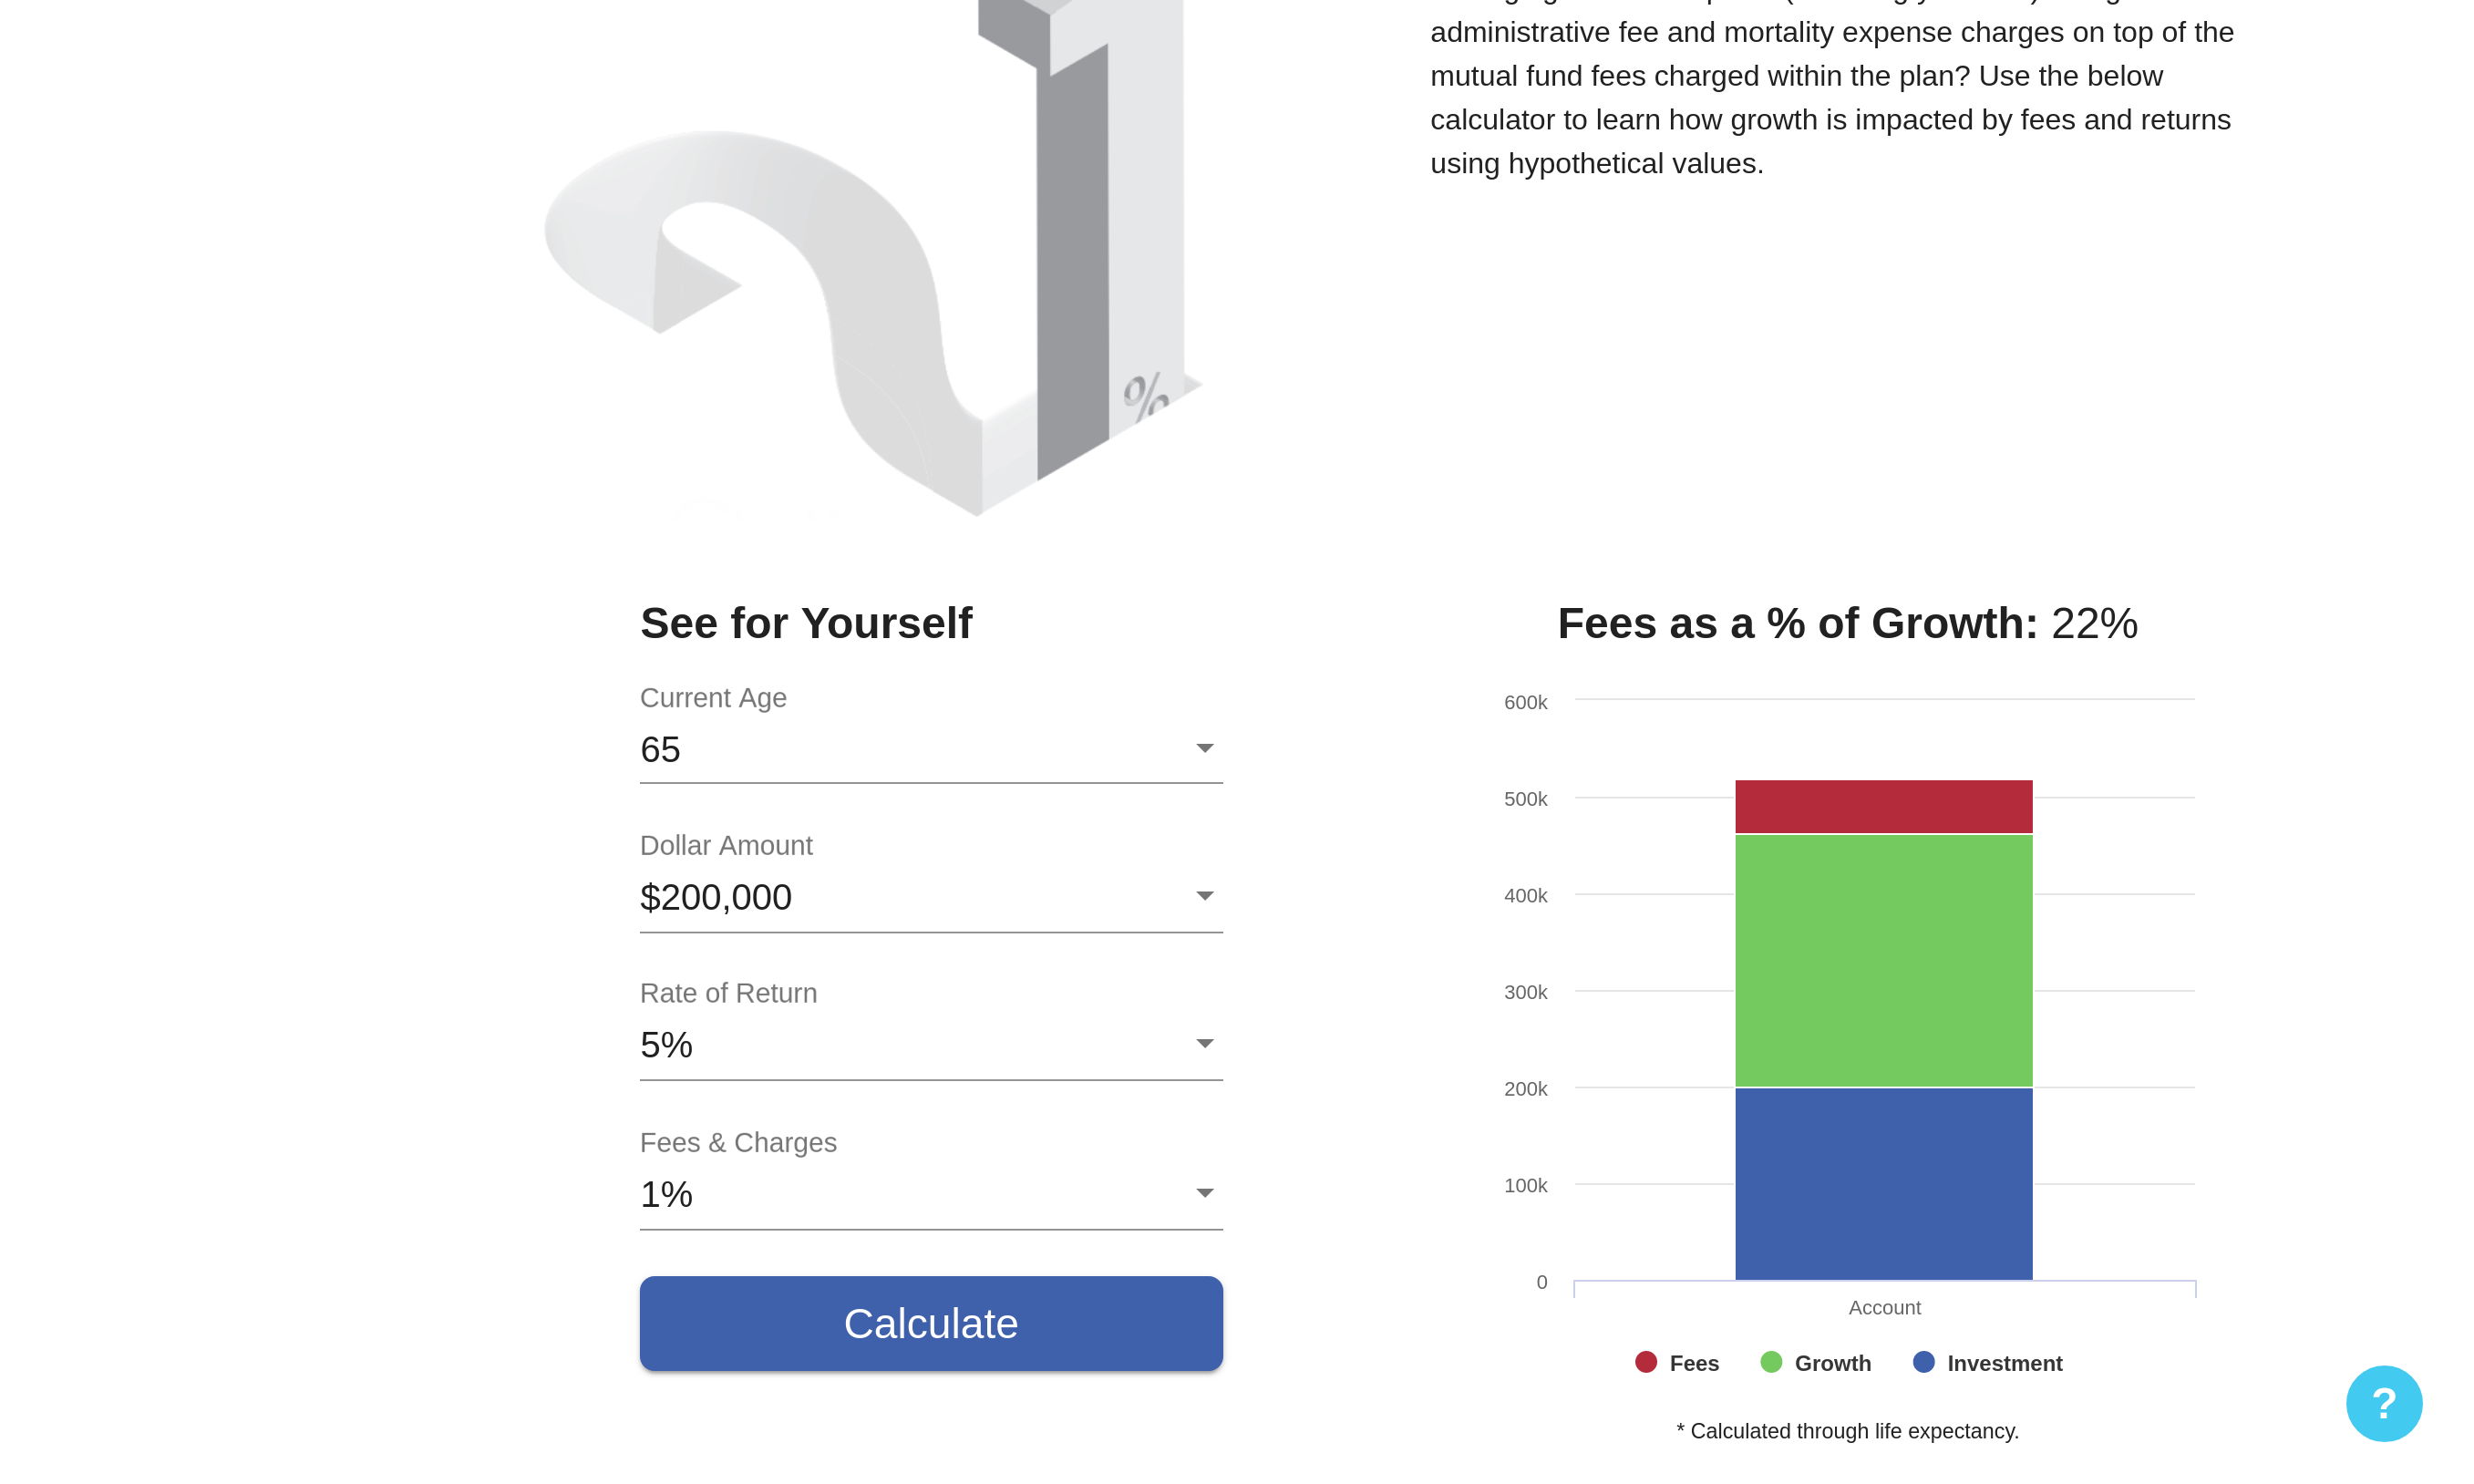 administrative fee and mortality expense charges on top of the
mutual fund fees charged within the plan? Use the below
calculator to learn how growth is impacted by fees and returns
using hypothetical values.
%
See for Yourself
Current Age
65
Dollar Amount
$200,000
Rate of Return
5%
Fees & Charges
1%
Calculate
Fees as a % of Growth: 22%
600k
500k
400k
300k
200k
100k
0
Account
Fees Growth Investment
* Calculated through life expectancy.
?